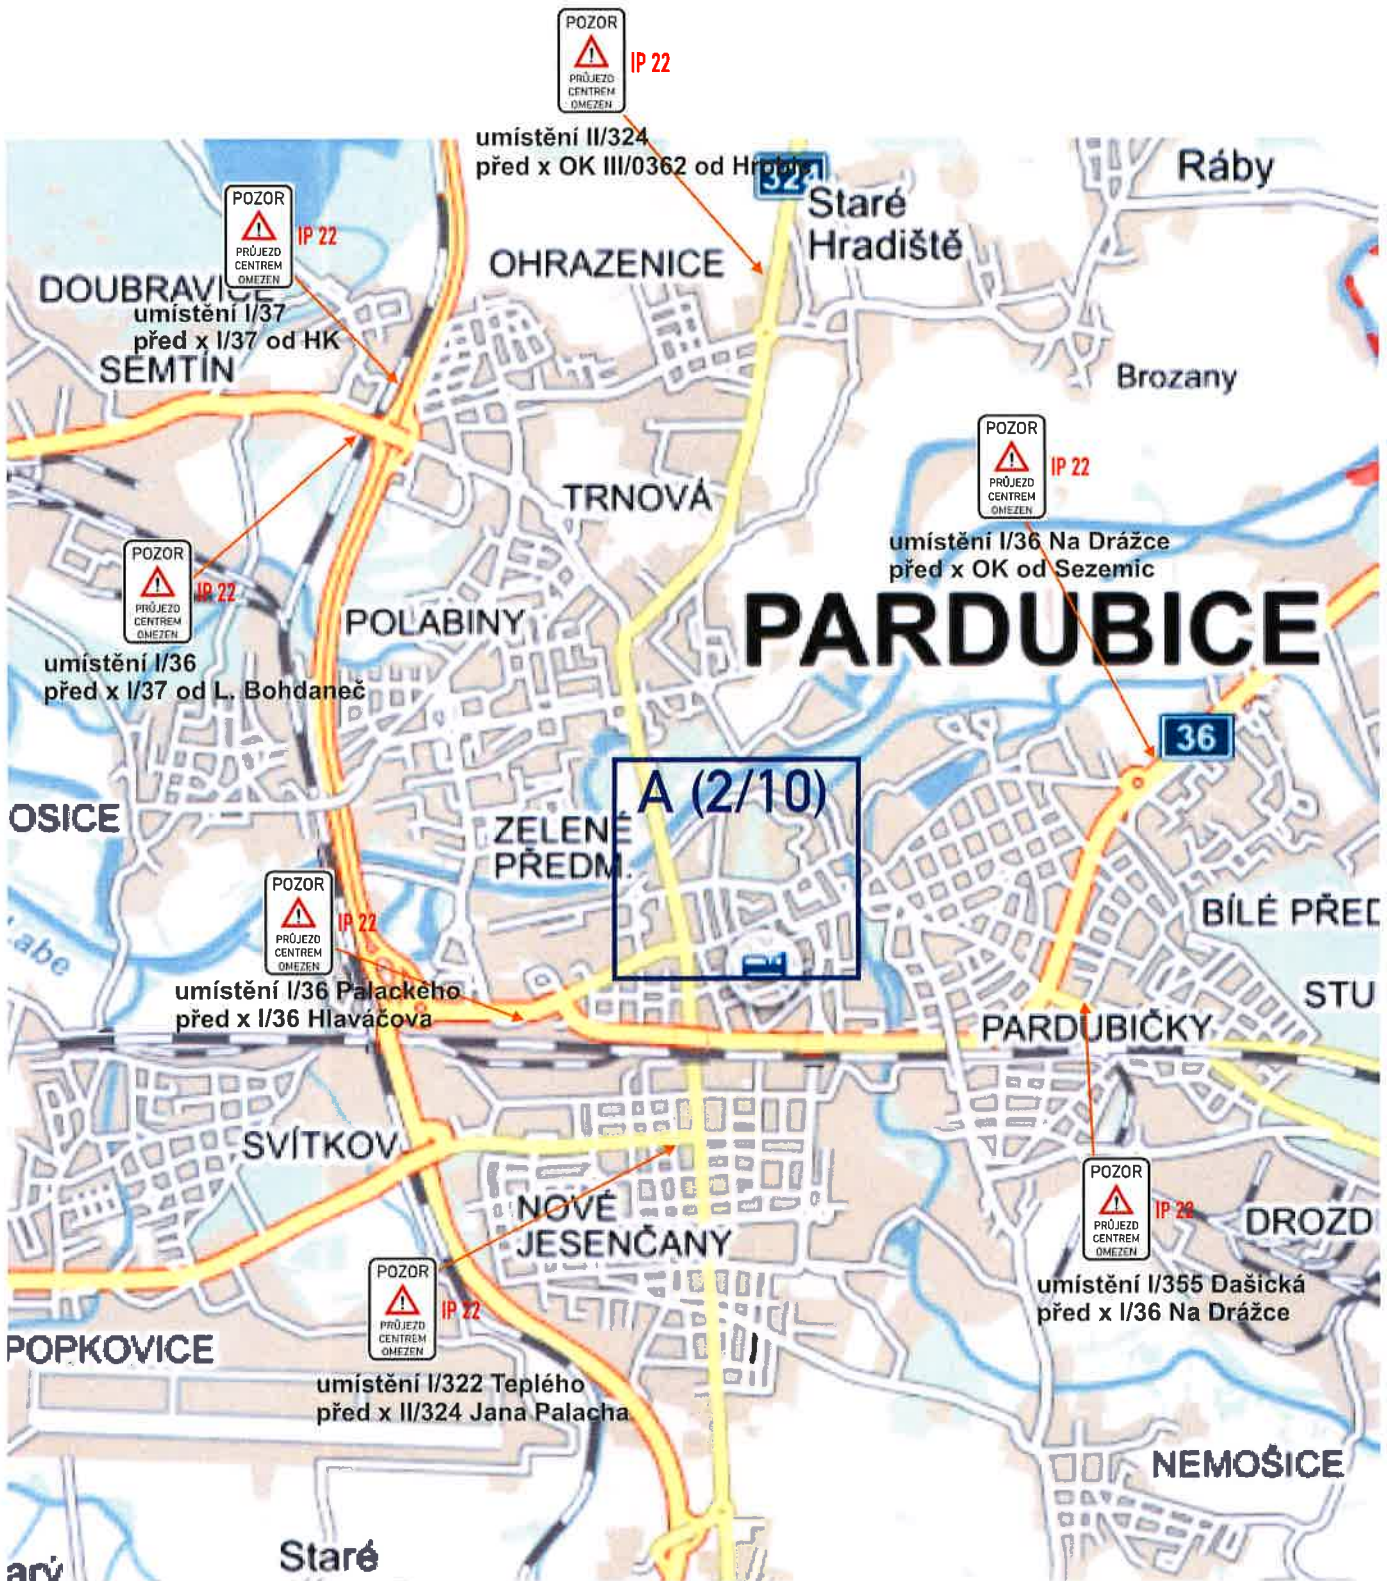 POZOR
PRŮJEZD
CENTREM
OMEZEN
IP 22
umístění II/324
před x OK III/0362 od Hrobic
324
Staré
Hradiště
Ráby
POZOR
PRŮJEZD
CENTREM
OMEZEN
IP 22
OHRAZENICE
DOUBRAVICE
umístění I/37
před x I/37 od HK
SEMTÍN
Brozany
POZOR
PRŮJEZD
CENTREM
OMEZEN
IP 22
TRNOVÁ
umístění I/36 Na Drážce
před x OK od Sezemic
POZOR
PRŮJEZD
CENTREM
OMEZEN
IP 22
POLABINY
PARDUBICE
umístění I/36
před x I/37 od L. Bohdaneč
36
A (2/10)
OSICE
ZELENÉ
PŘEDM.
POZOR
PRŮJEZD
CENTREM
OMEZEN
IP 22
BÍLÉ PŘED
Labe
umístění I/36 Palackého
před x I/36 Hlaváčova
STU
PARDUBIČKY
SVÍTKOV
POZOR
PRŮJEZD
CENTREM
OMEZEN
IP 22
NOVÉ
JESENČANY
DROZD
POZOR
PRŮJEZD
CENTREM
OMEZEN
IP 22
umístění I/355 Dašická
před x I/36 Na Drážce
POPKOVICE
umístění I/322 Teplého
před x II/324 Jana Palacha
NEMOŠICE
Staré
arý